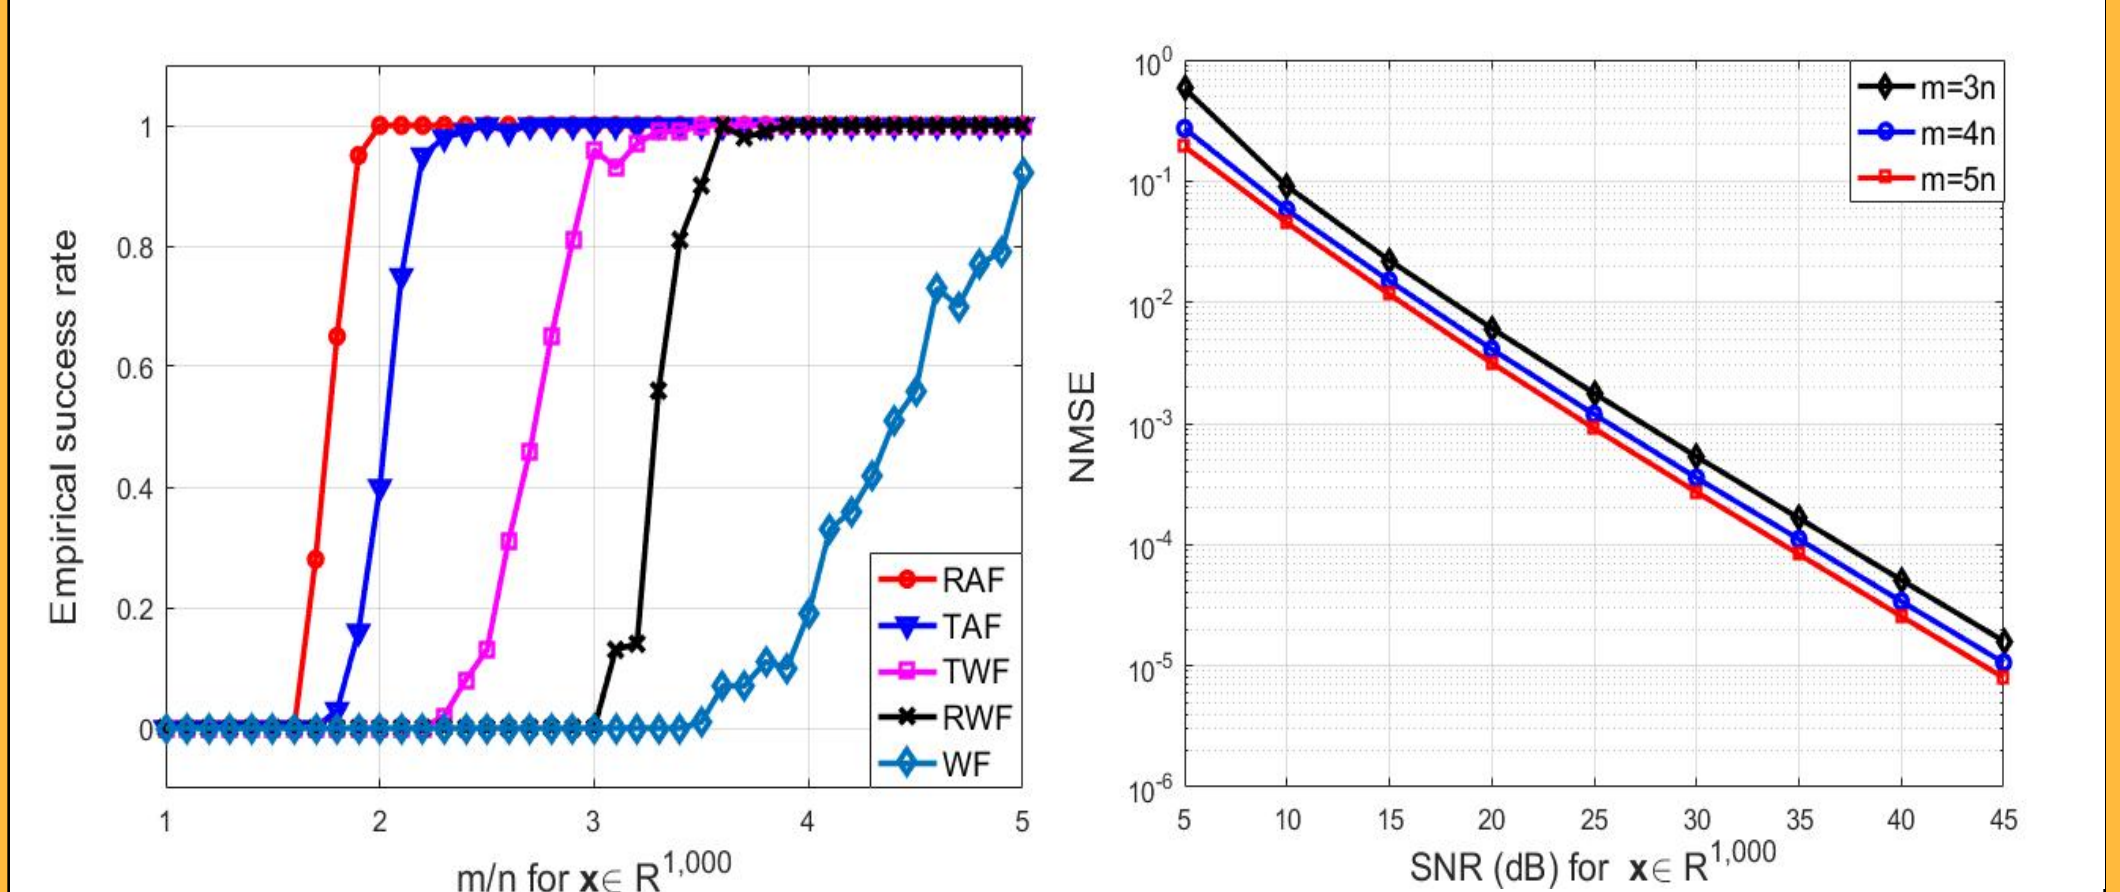 Empirical success rate
1
0.8
0.6
0.4
0.2
0
1 2 3 4 5
m/n for x∈ R^1,000
RAF
TAF
TWF
RWF
WF
NMSE
10^0
10^-1
10^-2
10^-3
10^-4
10^-5
10^-6
5 10 15 20 25 30 35 40 45
SNR (dB) for x∈ R^1,000
m=3n
m=4n
m=5n